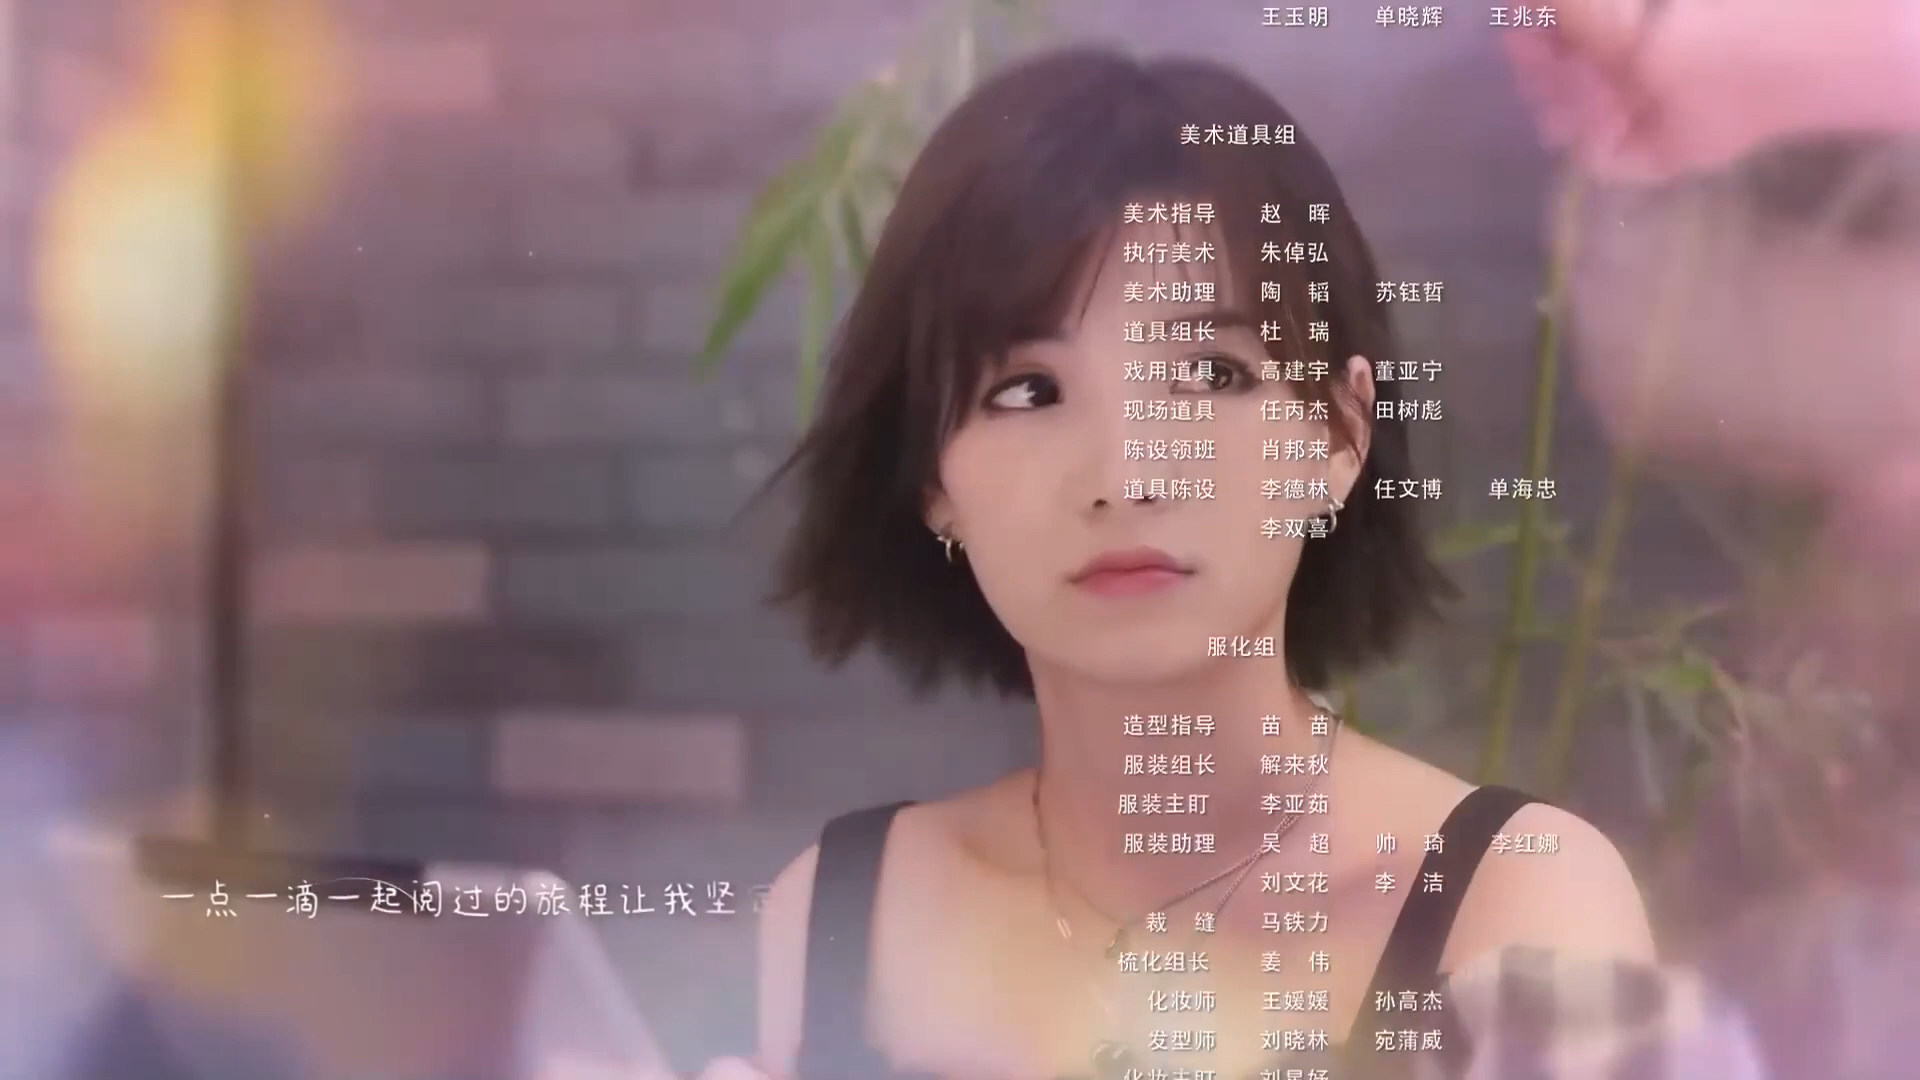 王玉明 单晓辉 王兆东
美术道具组
美术指导 赵 晖
执行美术 朱倬弘
美术助理 陶 韬 苏钰哲
道具组长 杜 瑞
戏用道具 高建宇 董亚宁
现场道具 任丙杰 田树彪
陈设领班 肖邦来
道具陈设 李德林 任文博 单海忠
李双喜
服化组
造型指导 苗 苗
服装组长 解来秋
服装主盯 李亚茹
服装助理 吴 超 帅 琦 李红娜
刘文花 李 洁
裁 缝 马铁力
梳化组长 姜 伟
化妆师 王媛媛 孙高杰
发型师 刘晓林 宛蒲威
一点一滴一起阅过的旅程让我坚